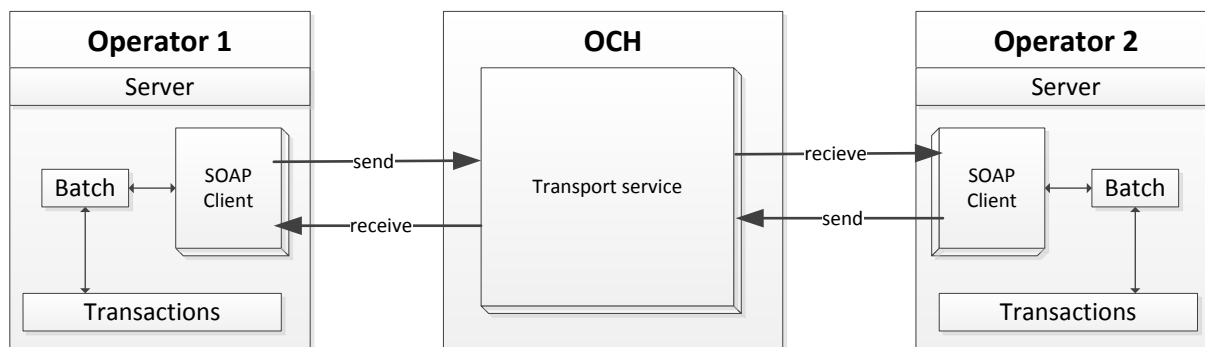 Operator 1
OCH
Operator 2
Server
Server
SOAP
Client
Batch
Transactions
send
receive
Transport service
recieve
send
SOAP
Client
Batch
Transactions